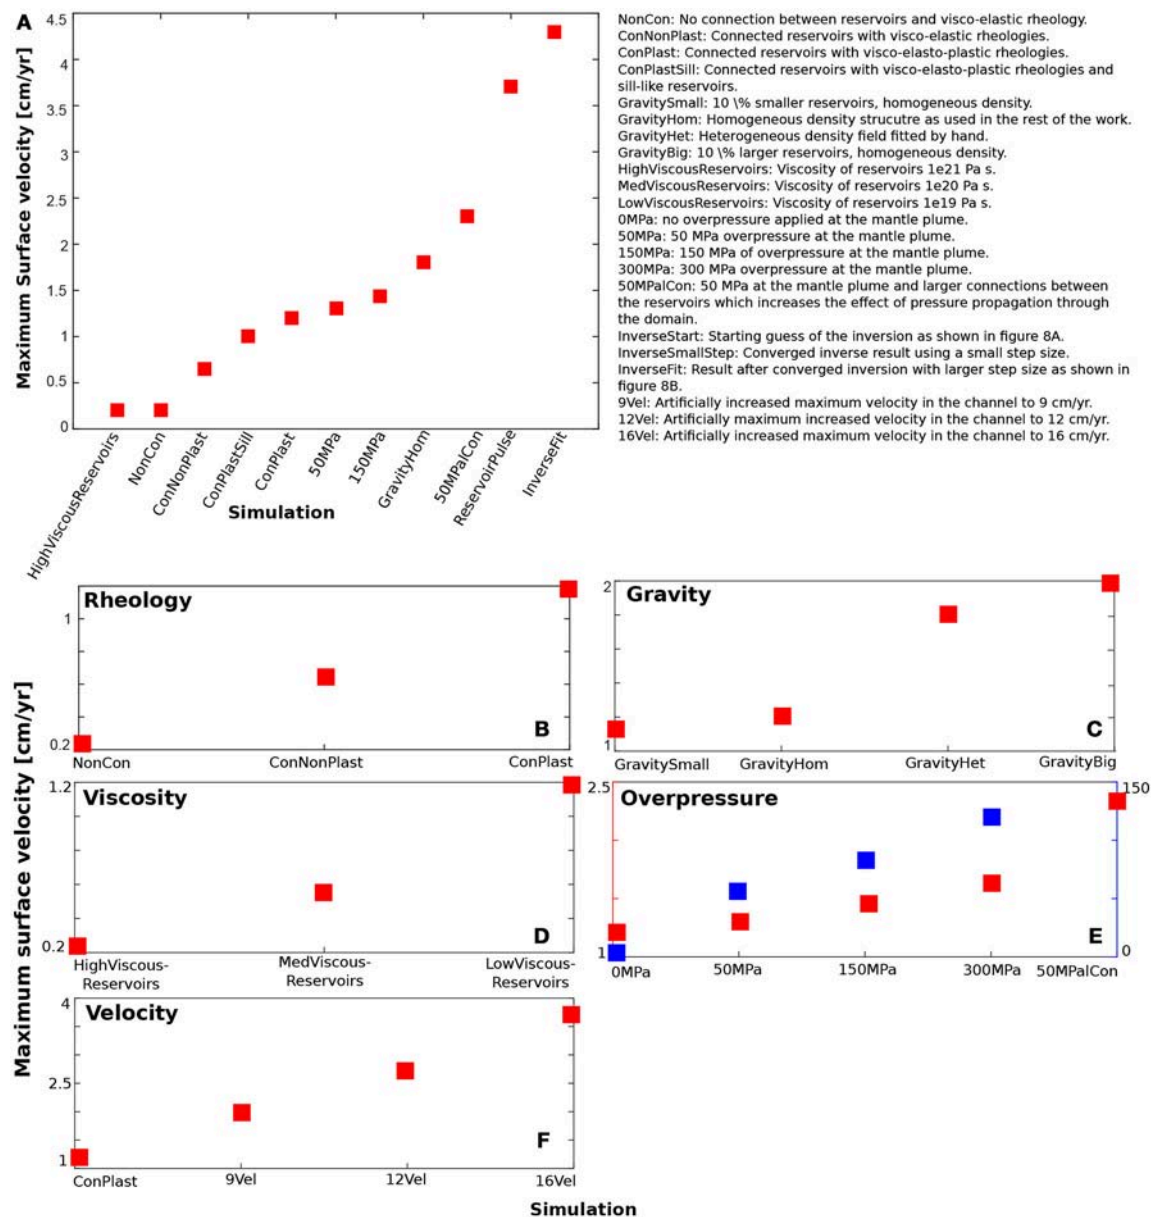 A
4.5
4
3.5
3
2.5
2
1.5
1
0.5
0
Maximum Surface velocity [cm/yr]
HighViscousReservoirs
NonCon
ConNonPlast
ConPlastSill
ConPlast
50MPa
150MPa
GravityHom
50MPalCon
ReservoirPulse
InverseFit
Simulation
NonCon: No connection between reservoirs and visco-elastic rheology.
ConNonPlast: Connected reservoirs with visco-elastic rheologies.
ConPlast: Connected reservoirs with visco-elasto-plastic rheologies.
ConPlastSill: Connected reservoirs with visco-elasto-plastic rheologies and
sill-like reservoirs.
GravitySmall: 10 \% smaller reservoirs, homogeneous density.
GravityHom: Homogeneous density strucutre as used in the rest of the work.
GravityHet: Heterogeneous density field fitted by hand.
GravityBig: 10 \% larger reservoirs, homogeneous density.
HighViscousReservoirs: Viscosity of reservoirs 1e21 Pa s.
MedViscousReservoirs: Viscosity of reservoirs 1e20 Pa s.
LowViscousReservoirs: Viscosity of reservoirs 1e19 Pa s.
0MPa: no overpressure applied at the mantle plume.
50MPa: 50 MPa overpressure at the mantle plume.
150MPa: 150 MPa of overpressure at the mantle plume.
300MPa: 300 MPa overpressure at the mantle plume.
50MPalCon: 50 MPa at the mantle plume and larger connections between
the reservoirs which increases the effect of pressure propagation through
the domain.
InverseStart: Starting guess of the inversion as shown in figure 8A.
InverseSmallStep: Converged inverse result using a small step size.
InverseFit: Result after converged inversion with larger step size as shown in
figure 8B.
9Vel: Artificially increased maximum velocity in the channel to 9 cm/yr.
12Vel: Artificially maximum increased velocity in the channel to 12 cm/yr.
16Vel: Artificially increased maximum velocity in the channel to 16 cm/yr.
Maximum surface velocity [cm/yr]
Rheology
1
0.2
B
NonCon
ConNonPlast
ConPlast
Gravity
2
1
C
GravitySmall
GravityHom
GravityHet
GravityBig
Viscosity
1.2
0.2
D
HighViscous-
Reservoirs
MedViscous-
Reservoirs
LowViscous-
Reservoirs
Overpressure
2.5
1
150
0
E
0MPa
50MPa
150MPa
300MPa
50MPalCon
Velocity
4
2.5
1
F
ConPlast
9Vel
12Vel
16Vel
Simulation